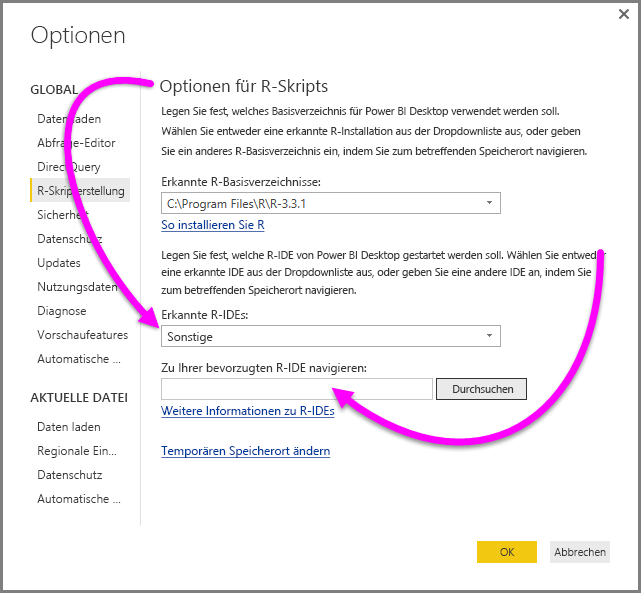 Optionen
GLOBAL
Daten laden
Abfrage-Editor
DirectQuery
R-Skripterstellung
Sicherheit
Datenschutz
Updates
Nutzungsdaten
Diagnose
Vorschaufeatures
Automatische ...
AKTUELLE DATEI
Daten laden
Regionale Ein...
Datenschutz
Automatische ...
Optionen für R-Skripts
Legen Sie fest, welches Basisverzeichnis für Power BI Desktop verwendet werden soll.
Wählen Sie entweder eine erkannte R-Installation aus der Dropdownliste aus, oder geben
Sie ein anderes R-Basisverzeichnis ein, indem Sie zum betreffenden Speicherort navigieren.
Erkannte R-Basisverzeichnisse:
C:\Program Files\R\R-3.3.1
So installieren Sie R
Legen Sie fest, welche R-IDE von Power BI Desktop gestartet werden soll. Wählen Sie entweder
eine erkannte IDE aus der Dropdownliste aus, oder geben Sie eine andere IDE an, indem Sie
zum betreffenden Speicherort navigieren.
Erkannte R-IDEs:
Sonstige
Zu Ihrer bevorzugten R-IDE navigieren:
Durchsuchen
Weitere Informationen zu R-IDEs
Temporären Speicherort ändern
OK
Abbrechen